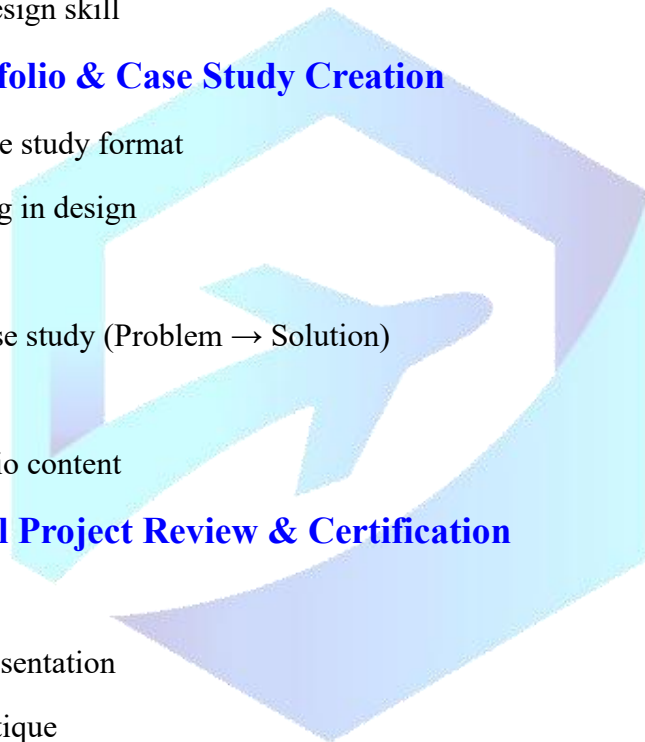 esign skill
folio & Case Study Creation
e study format
g in design
se study (Problem → Solution)
io content
l Project Review & Certification
sentation
tique